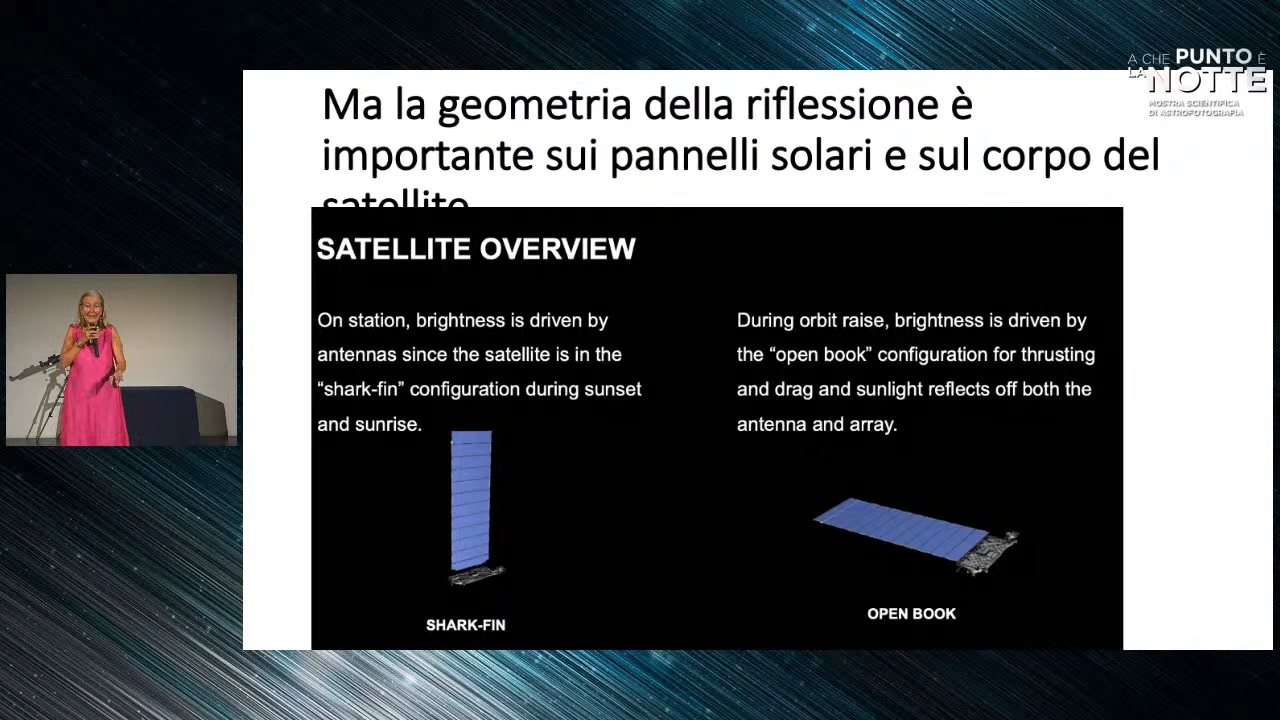 A CHE PUNTO È
LA NOTTE
MOSTRA SCIENTIFICA
DI ASTROFOTOGRAFIA
Ma la geometria della riflessione è
importante sui pannelli solari e sul corpo del
satellite
SATELLITE OVERVIEW
On station, brightness is driven by
antennas since the satellite is in the
“shark-fin” configuration during sunset
and sunrise.
During orbit raise, brightness is driven by
the “open book” configuration for thrusting
and drag and sunlight reflects off both the
antenna and array.
SHARK-FIN
OPEN BOOK